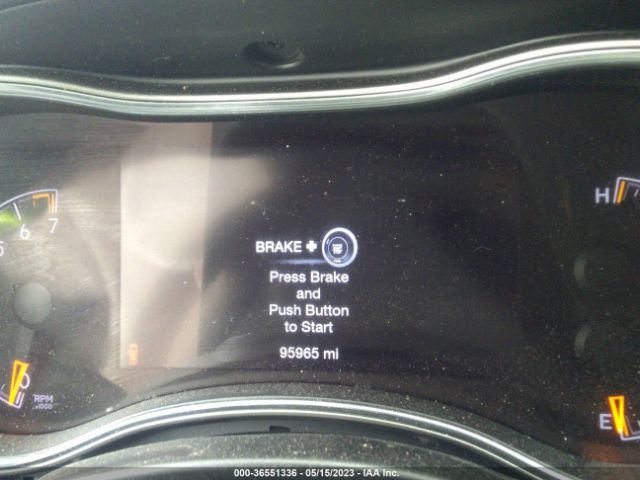 H
5 6 7
BRAKE +
Press Brake
and
Push Button
to Start
95965 mi
RPM
x1000
E
000-36551336 - 05/15/2023 - IAA Inc.